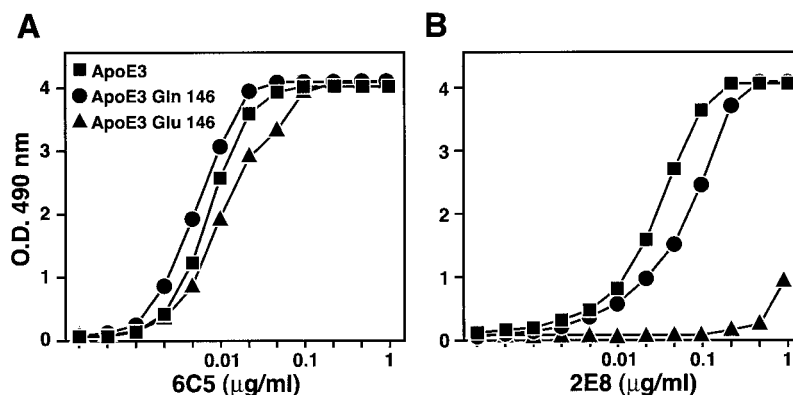 A
B
ApoE3
ApoE3 Gln 146
ApoE3 Glu 146
O.D. 490 nm
4
3
2
1
0
0.01
0.1
1
6C5 (μg/ml)
4
3
2
1
0
0.01
0.1
1
2E8 (μg/ml)